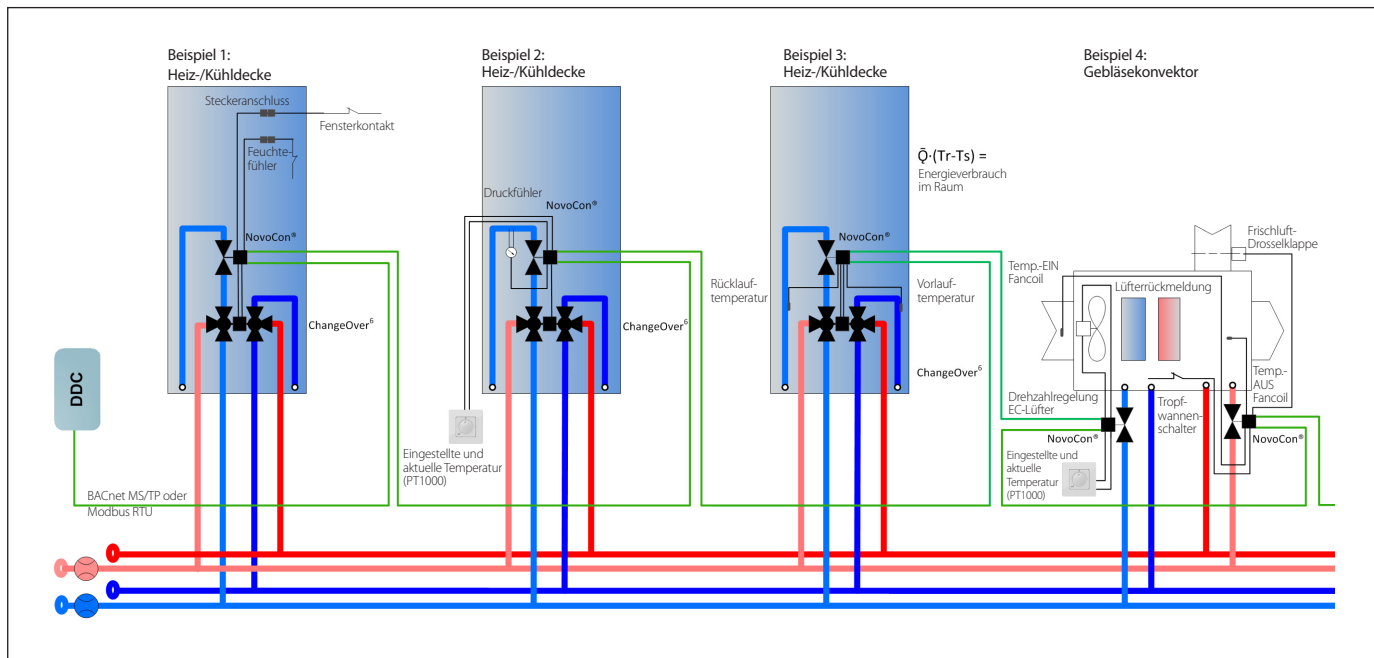 Beispiel 1:
Heiz-/Kühldecke
Steckeranschluss
Fensterkontakt
Feuchte-
fühler
NovoCon®
ChangeOver⁶
DDC
BACnet MS/TP oder
Modbus RTU
Beispiel 2:
Heiz-/Kühldecke
Druckfühler
NovoCon®
ChangeOver⁶
Eingestellte und
aktuelle Temperatur
(PT1000)
Beispiel 3:
Heiz-/Kühldecke
Q̄·(Tr-Ts) =
Energieverbrauch
im Raum
NovoCon®
Rücklauf-
temperatur
Vorlauf-
temperatur
ChangeOver⁶
Beispiel 4:
Gebläsekonvektor
Frischluft-
Drosselklappe
Temp.-EIN
Fancoil
Lüfterrückmeldung
Temp.-
AUS
Fancoil
Drehzahlregelung
EC-Lüfter
Tropf-
wannen-
schalter
NovoCon®
NovoCon®
Eingestellte und
aktuelle
Temperatur
(PT1000)